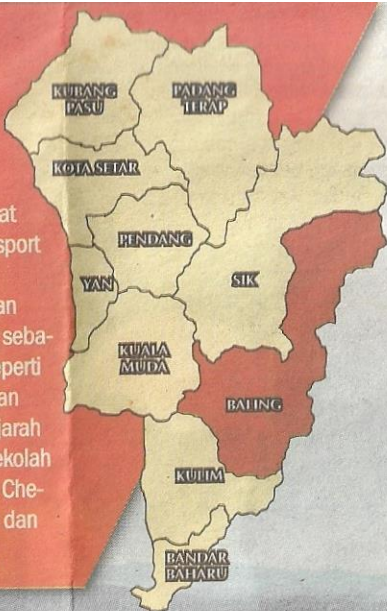 KUBANG
PASU
PADANG
TERAP
KOTA SETAR
PENDANG
YAN
SIK
KUALA
MUDA
BALING
KULIM
BANDAR
BAHARU
at
sport
an
seba-
perti
an
jarah
ekolah
Che-
dan